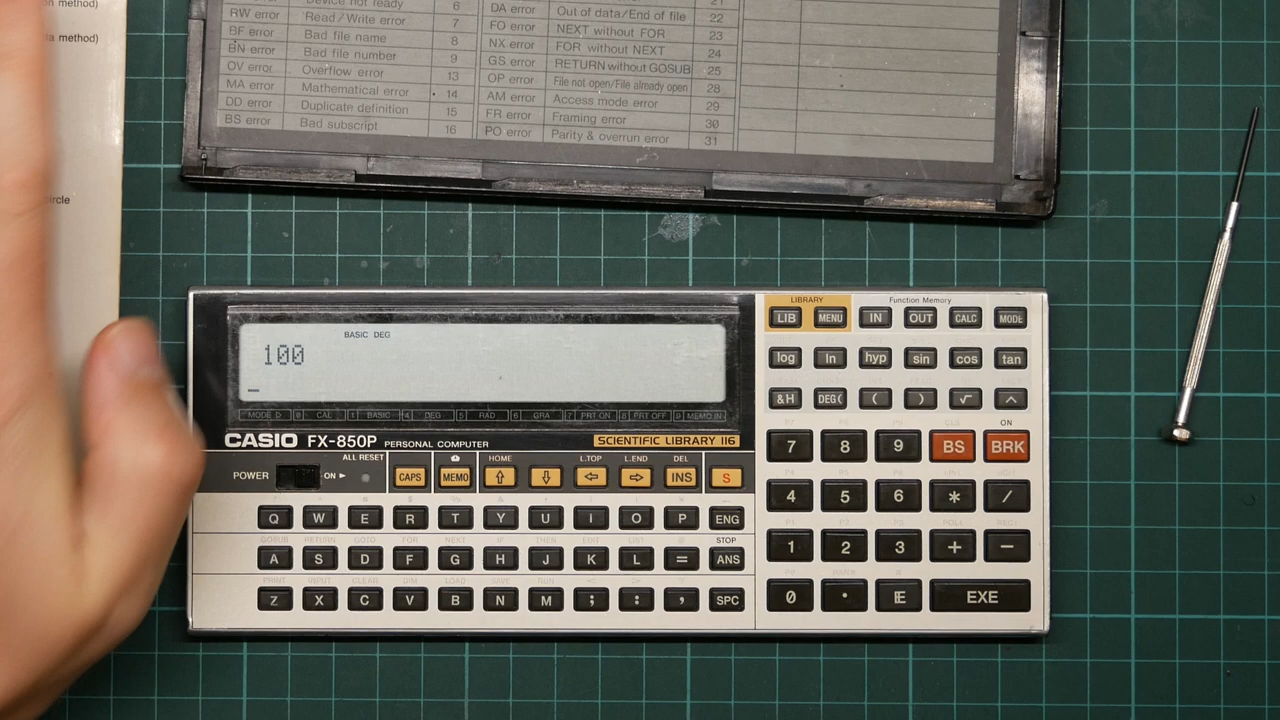 n method)
ta method)
circle
Device not ready 6
RW error Read/Write error 7
BF error Bad file name 8
BN error Bad file number 9
OV error Overflow error 13
MA error Mathematical error 14
DD error Duplicate definition 15
BS error Bad subscript 16
21
DA error Out of data/End of file 22
FO error NEXT without FOR 23
NX error FOR without NEXT 24
GS error RETURN without GOSUB 25
OP error File not open/File already open 28
AM error Access mode error 29
FR error Framing error 30
PO error Parity & overrun error 31
BASIC DEG
100
MODE 0 CAL 1 BASIC 4 DEG 5 RAD 6 GRA 7 PRT ON 8 PRT OFF 9 MEMO IN
CASIO FX-850P PERSONAL COMPUTER SCIENTIFIC LIBRARY 116
ALL RESET HOME L.TOP L.END DEL
POWER ON CAPS MEMO ⇧ ⇩ ⇦ ⇨ INS S
Q W E R T Y U I O P ENG
GOSUB RETURN GOTO FOR NEXT IF THEN EDIT LIST STOP
A S D F G H J K L = ANS
PRINT INPUT CLEAR DIM LOAD SAVE RUN
Z X C V B N M ; : , SPC
LIBRARY Function Memory
LIB MENU IN OUT CALC MODE
log ln hyp sin cos tan
&H DEG( ( ) √ ^
ON
7 8 9 BS BRK
4 5 6 * /
1 2 3 + −
0 · E EXE